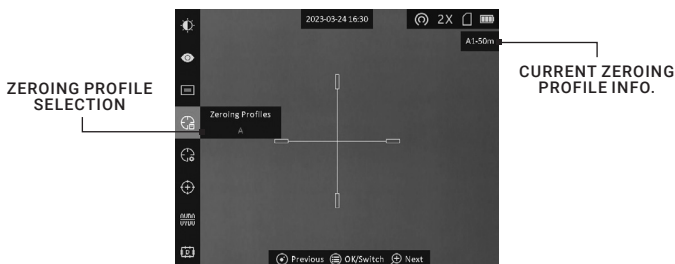 2023-03-24 16:30
2X
A1-50m
ZEROING PROFILE
SELECTION
CURRENT ZEROING
PROFILE INFO.
Zeroing Profiles
A
Previous OK/Switch Next